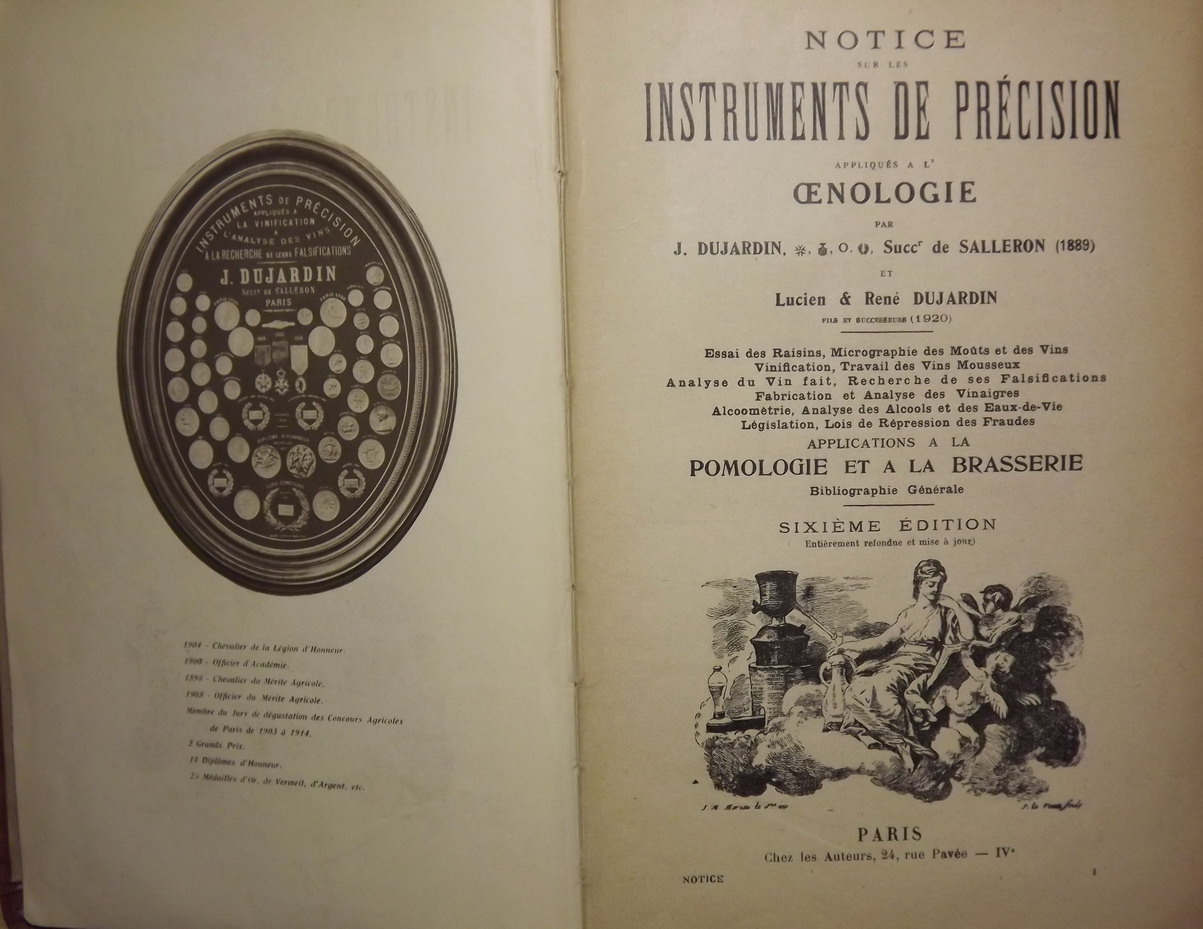 INSTRUMENTS DE PRÉCISION
APPLIQUÉS A
LA VINIFICATION
&
L'ANALYSE DES VINS
A LA RECHERCHE DE LEURS FALSIFICATIONS
J. DUJARDIN
SUCCR DE SALLERON
PARIS
1904 - Chevalier de la Légion d'Honneur.
1900 - Officier d'Académie.
1898 - Chevalier du Mérite Agricole.
1908 - Officier du Mérite Agricole.
Membre du Jury de dégustation des Concours Agricoles
de Paris de 1903 à 1914.
2 Grands Prix.
Diplômes d'Honneur.
Médailles d'Or, de Vermeil, d'Argent, etc.
NOTICE
SUR LES
INSTRUMENTS DE PRÉCISION
APPLIQUÉS A L'
ŒNOLOGIE
PAR
J. DUJARDIN, , , O. , Succr de SALLERON (1889)
ET
Lucien & René DUJARDIN
FILS ET SUCCESSEURS (1920)
Essai des Raisins, Micrographie des Moûts et des Vins
Vinification, Travail des Vins Mousseux
Analyse du Vin fait, Recherche de ses Falsifications
Fabrication et Analyse des Vinaigres
Alcoométrie, Analyse des Alcools et des Eaux-de-Vie
Législation, Lois de Répression des Fraudes
APPLICATIONS A LA
POMOLOGIE ET A LA BRASSERIE
Bibliographie Générale
SIXIÈME ÉDITION
Entièrement refondue et mise à jour)
PARIS
Chez les Auteurs, 24, rue Pavée — IVe
NOTICE
1